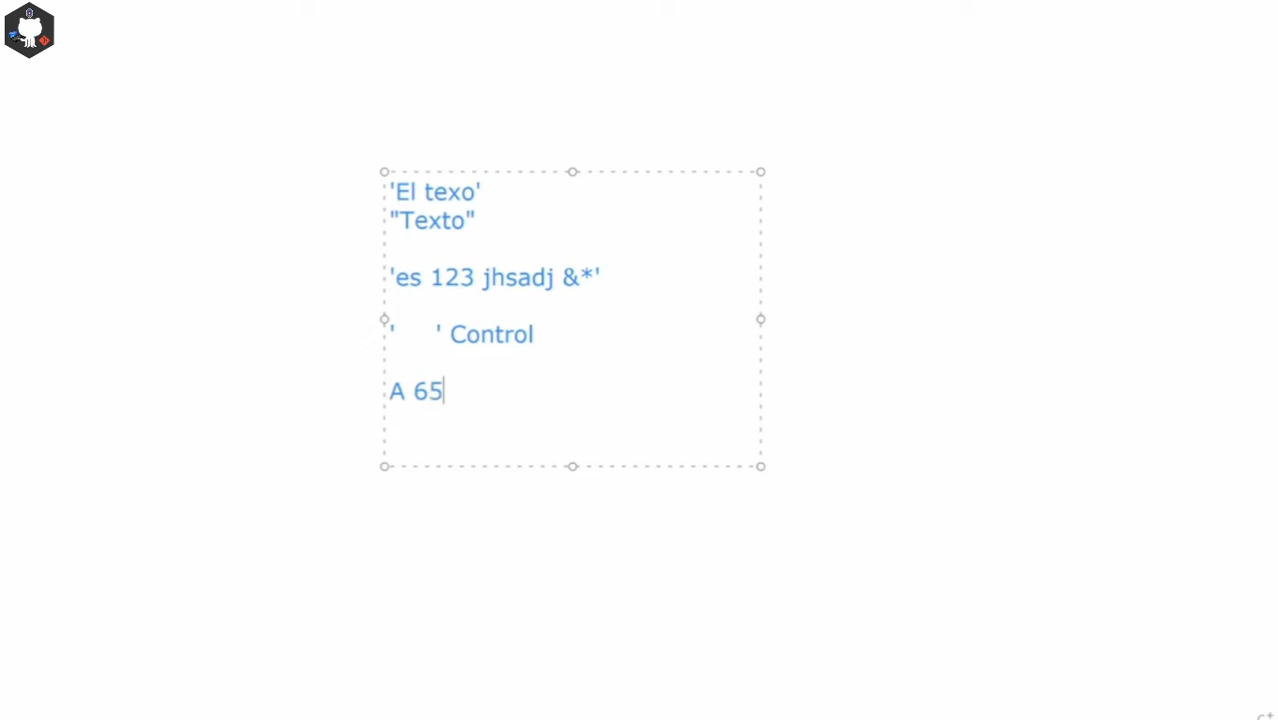 'El texo'
"Texto"
'es 123 jhsadj &*'
'     ' Control
A 65